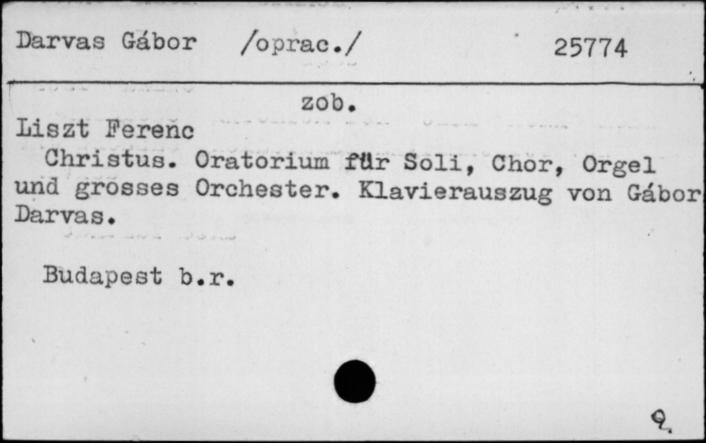 Darvas Gábor /oprac./ 25774
zob.
Liszt Ferenc
Christus. Oratorium für Soli, Chor, Orgel
und grosses Orchester. Klavierauszug von Gábor
Darvas.
Budapest b.r.